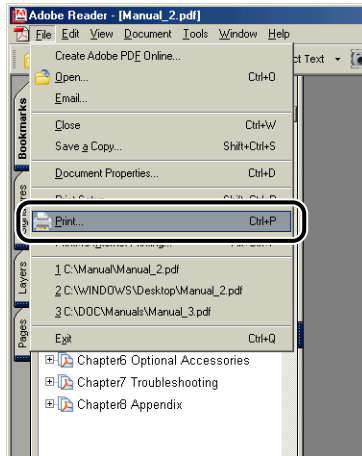 Adobe Reader - [Manual_2.pdf]
File Edit View Document Tools Window Help
Create Adobe PDF Online...
ct Text
Open... Ctrl+O
Email...
Close Ctrl+W
Save a Copy... Shift+Ctrl+S
Document Properties... Ctrl+D
Print... Ctrl+P
1 C:\Manual\Manual_2.pdf
2 C:\WINDOWS\Desktop\Manual_2.pdf
3 C:\DOC\Manuals\Manual_3.pdf
Exit Ctrl+Q
Bookmarks
Layers
Pages
Chapter6 Optional Accessories
Chapter7 Troubleshooting
Chapter8 Appendix